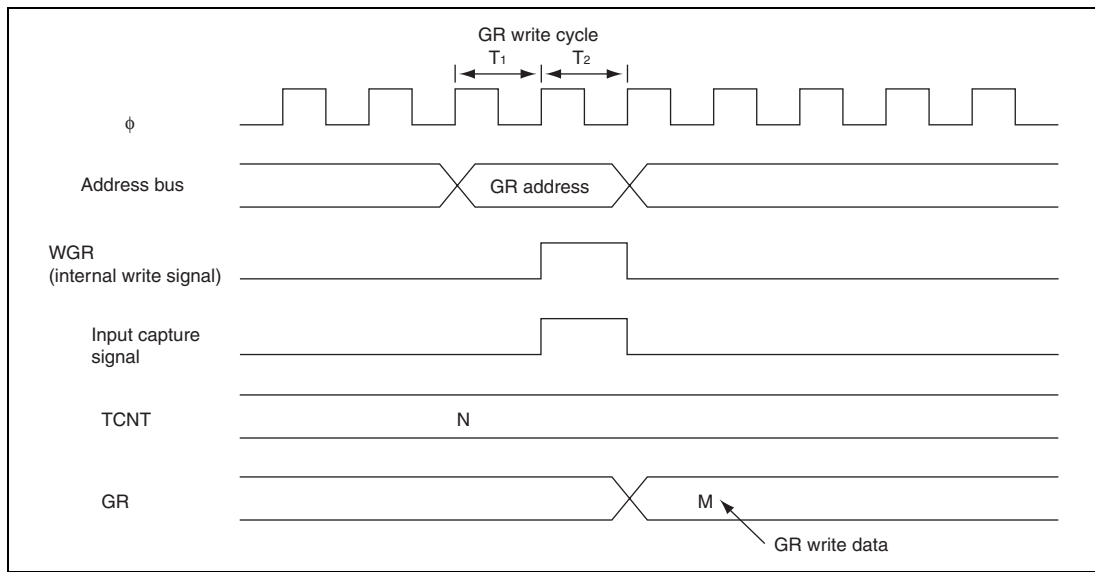 GR write cycle
T1 T2
ϕ
Address bus
GR address
WGR
(internal write signal)
Input capture
signal
TCNT
N
GR
M
GR write data